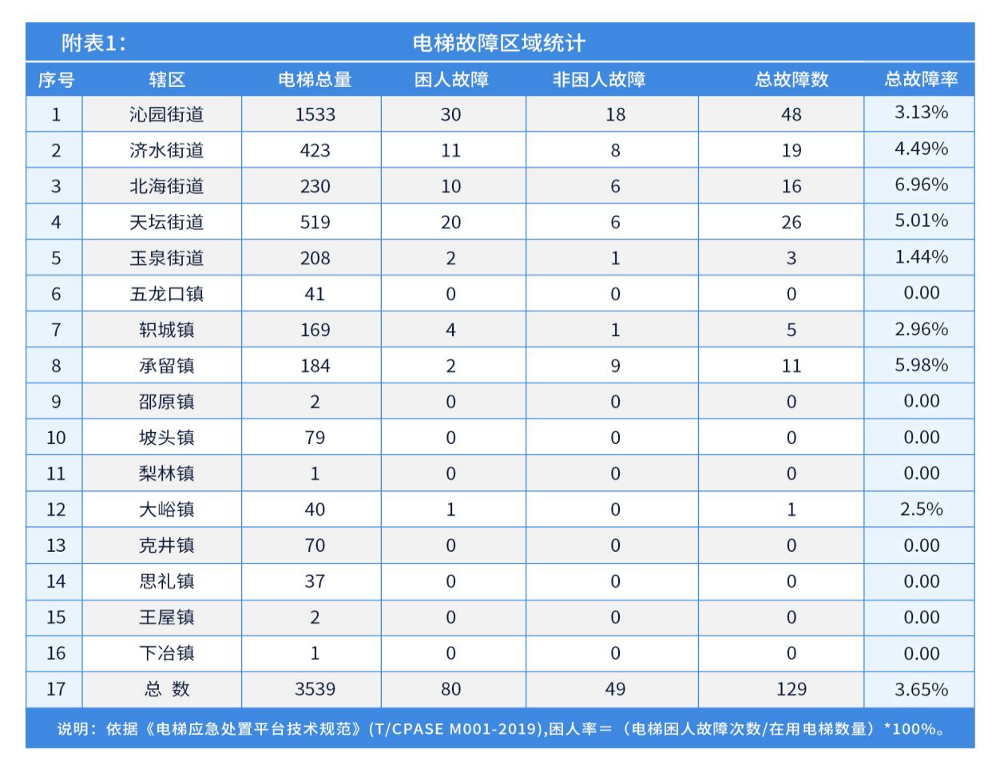 附表1： 电梯故障区域统计
序号 辖区 电梯总量 困人故障 非困人故障 总故障数 总故障率
1 沁园街道 1533 30 18 48 3.13%
2 济水街道 423 11 8 19 4.49%
3 北海街道 230 10 6 16 6.96%
4 天坛街道 519 20 6 26 5.01%
5 玉泉街道 208 2 1 3 1.44%
6 五龙口镇 41 0 0 0 0.00
7 轵城镇 169 4 1 5 2.96%
8 承留镇 184 2 9 11 5.98%
9 邵原镇 2 0 0 0 0.00
10 坡头镇 79 0 0 0 0.00
11 梨林镇 1 0 0 0 0.00
12 大峪镇 40 1 0 1 2.5%
13 克井镇 70 0 0 0 0.00
14 思礼镇 37 0 0 0 0.00
15 王屋镇 2 0 0 0 0.00
16 下冶镇 1 0 0 0 0.00
17 总 数 3539 80 49 129 3.65%
说明：依据《电梯应急处置平台技术规范》(T/CPASE M001-2019),困人率＝（电梯困人故障次数/在用电梯数量）*100%。